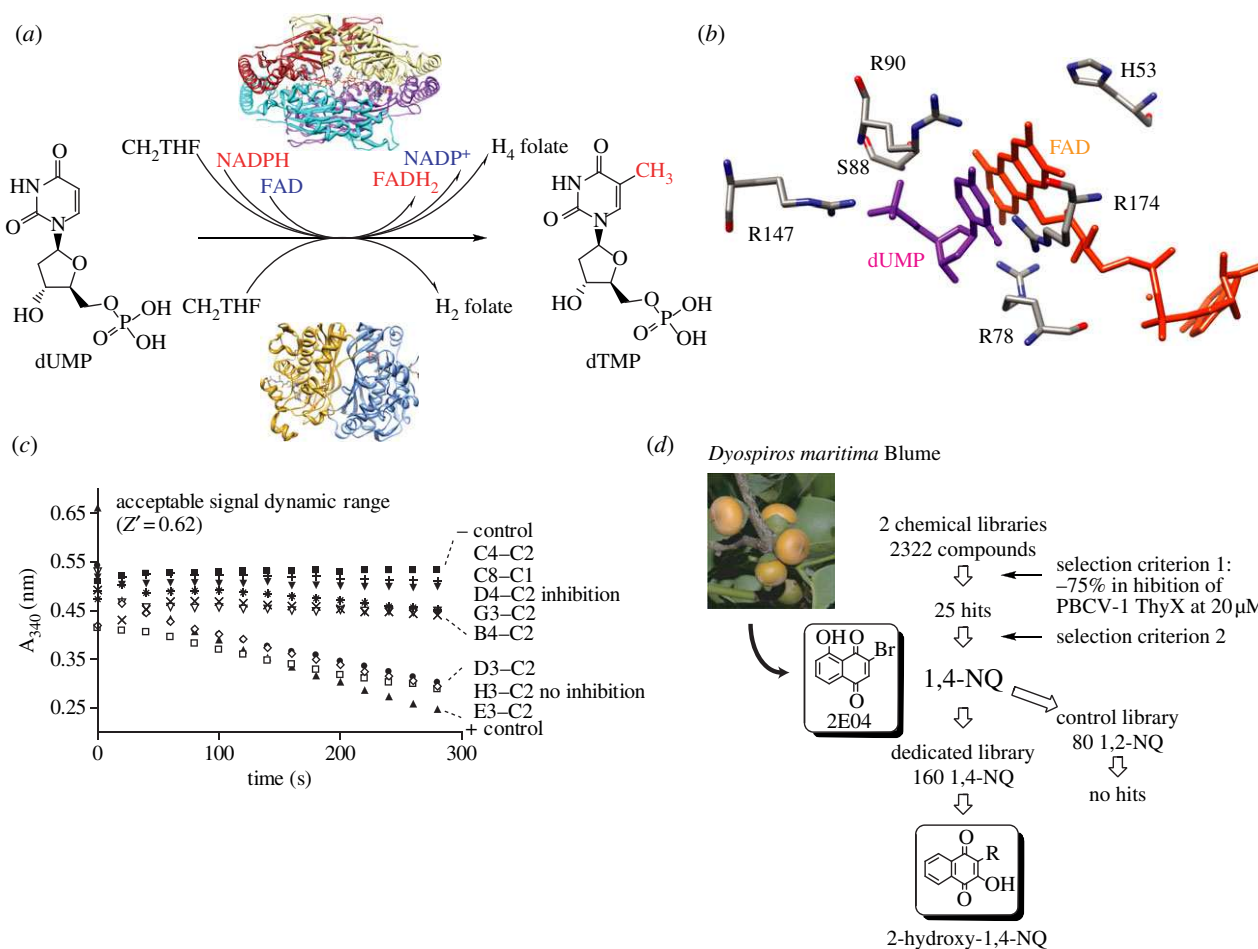 (a)
CH2THF
NADPH
FAD
NADP+
FADH2
H4 folate
O
HN
O
N
O
HO
O
P
O
OH
OH
dUMP
CH2THF
H2 folate
O
CH3
HN
O
N
O
HO
O
P
O
OH
OH
dTMP
(b)
R90
H53
S88
FAD
R147
R174
dUMP
R78
(c)
acceptable signal dynamic range
(Z′ = 0.62)
A340 (nm)
0.65
0.55
0.45
0.35
0.25
0
100
200
300
time (s)
– control
C4–C2
C8–C1
D4–C2 inhibition
G3–C2
B4–C2
D3–C2
H3–C2 no inhibition
E3–C2
+ control
(d)
Dyospiros maritima Blume
2 chemical libraries
2322 compounds
selection criterion 1:
–75% in hibition of
PBCV-1 ThyX at 20 µM
25 hits
selection criterion 2
1,4-NQ
OH
O
Br
O
2E04
control library
80 1,2-NQ
no hits
dedicated library
160 1,4-NQ
O
R
OH
O
2-hydroxy-1,4-NQ